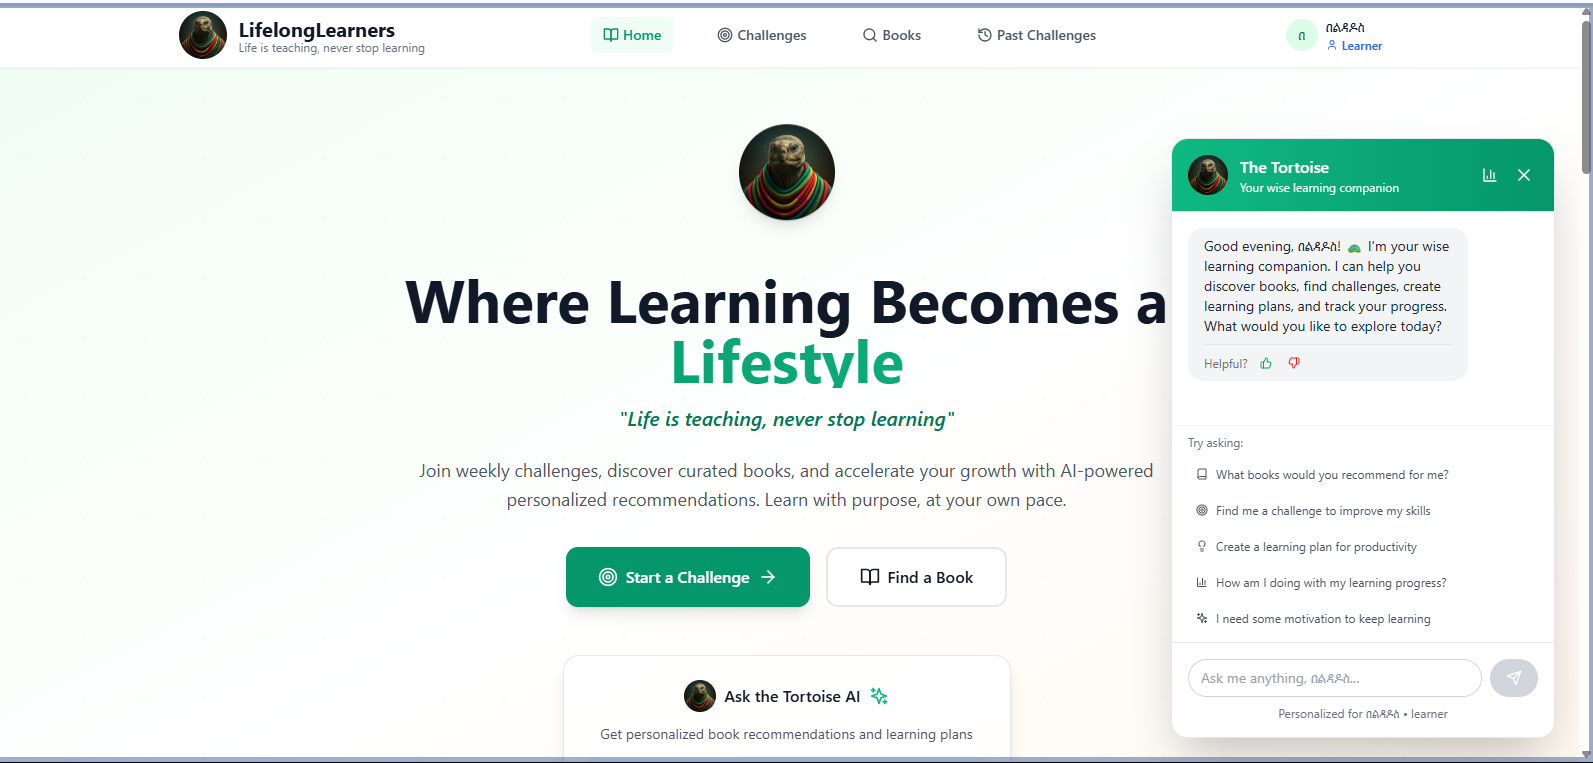 LifelongLearners
Life is teaching, never stop learning
Home
Challenges
Books
Past Challenges
በ
በልዳዶስ
Learner
Where Learning Becomes a
Lifestyle
"Life is teaching, never stop learning"
Join weekly challenges, discover curated books, and accelerate your growth with AI-powered
personalized recommendations. Learn with purpose, at your own pace.
Start a Challenge
Find a Book
Ask the Tortoise AI
Get personalized book recommendations and learning plans
The Tortoise
Your wise learning companion
Good evening, በልዳዶስ! 🐢 I'm your wise
learning companion. I can help you
discover books, find challenges, create
learning plans, and track your progress.
What would you like to explore today?
Helpful?
Try asking:
What books would you recommend for me?
Find me a challenge to improve my skills
Create a learning plan for productivity
How am I doing with my learning progress?
I need some motivation to keep learning
Ask me anything, በልዳዶስ...
Personalized for በልዳዶስ • learner